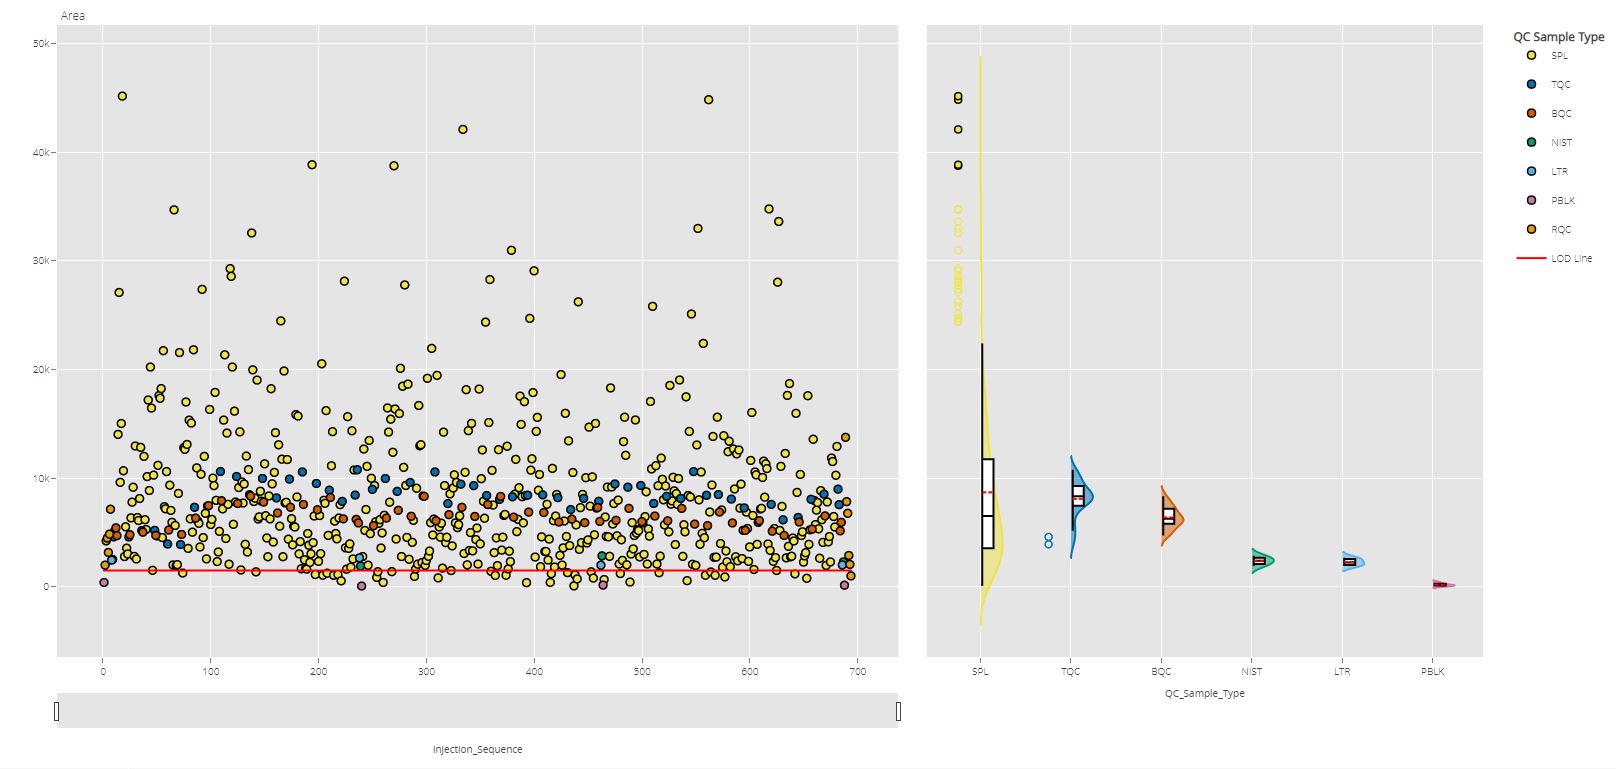 Area
50k
40k
30k
20k
10k
0
0 100 200 300 400 500 600 700
Injection_Sequence
SPL TQC BQC NIST LTR PBLK
QC_Sample_Type
QC Sample Type
SPL
TQC
BQC
NIST
LTR
PBLK
RQC
LOD Line